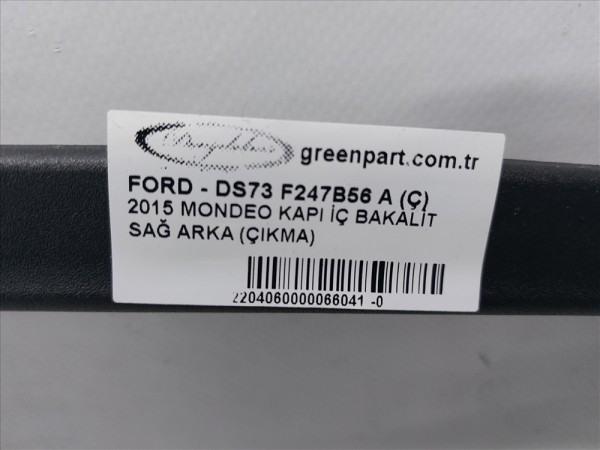 greenpart.com.tr
FORD - DS73 F247B56 A (Ç)
2015 MONDEO KAPI İÇ BAKALİT
SAĞ ARKA (ÇIKMA)
2204060000066041 -0